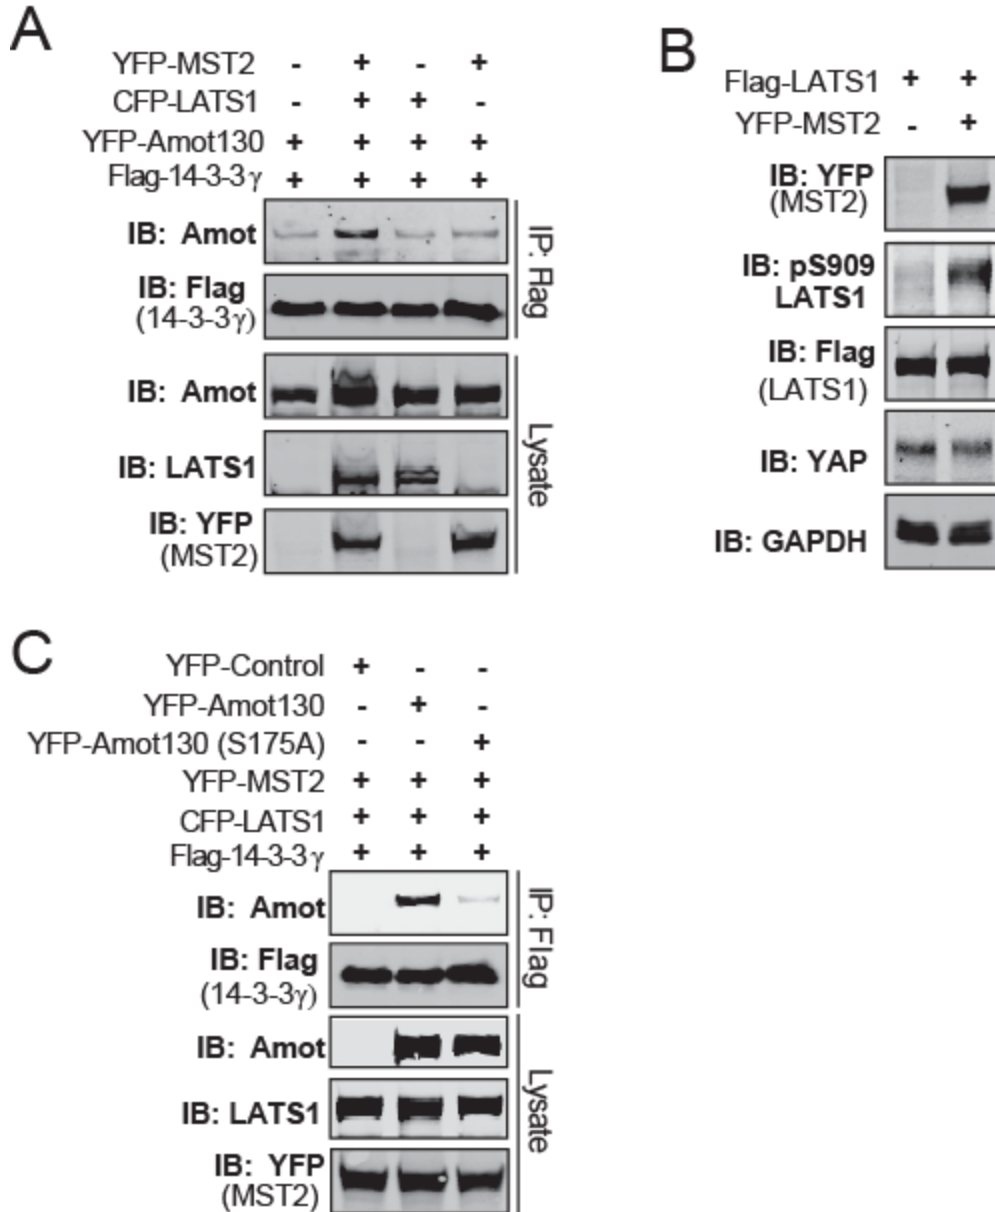 A
YFP-MST2 - + - +
CFP-LATS1 - + + -
YFP-Amot130 + + + +
Flag-14-3-3γ + + + +
IB: Amot
IB: Flag
(14-3-3γ)
IP: Flag
IB: Amot
IB: LATS1
IB: YFP
(MST2)
Lysate
B
Flag-LATS1 + +
YFP-MST2 - +
IB: YFP
(MST2)
IB: pS909
LATS1
IB: Flag
(LATS1)
IB: YAP
IB: GAPDH
C
YFP-Control + - -
YFP-Amot130 - + -
YFP-Amot130 (S175A) - - +
YFP-MST2 + + +
CFP-LATS1 + + +
Flag-14-3-3γ + + +
IB: Amot
IB: Flag
(14-3-3γ)
IP: Flag
IB: Amot
IB: LATS1
IB: YFP
(MST2)
Lysate